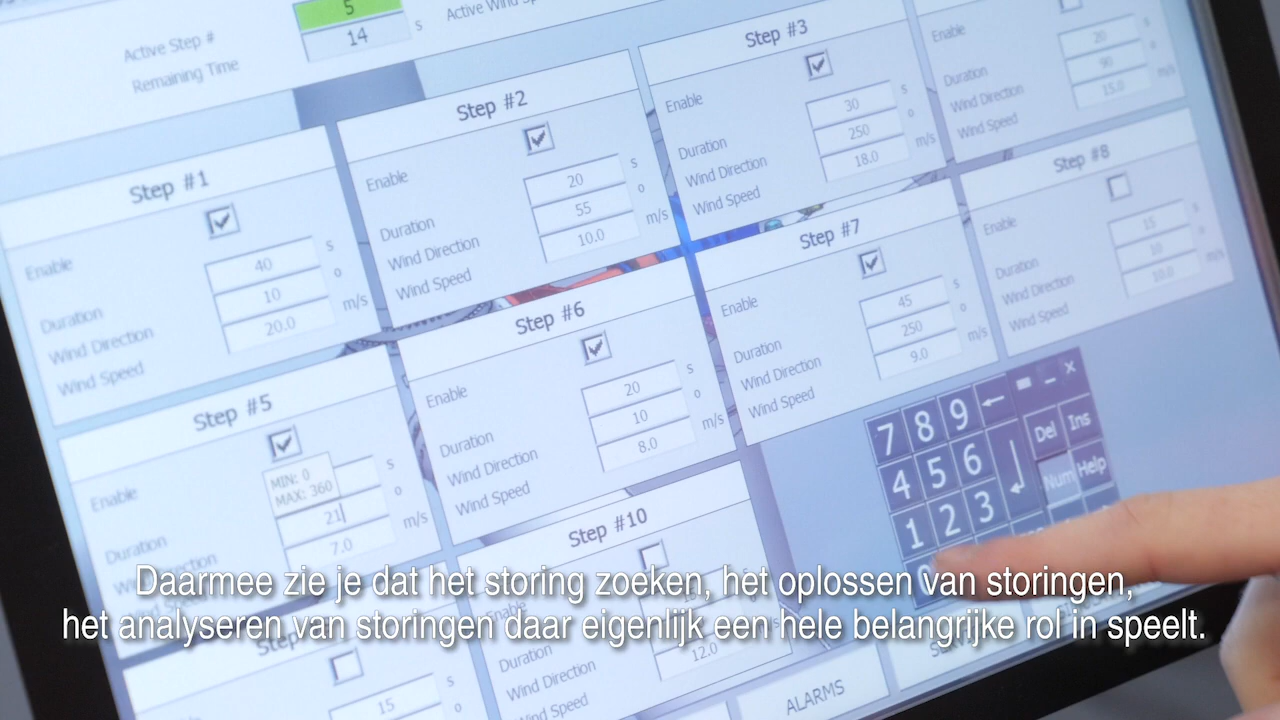 5
Active Step #
14
s
Active Wind
Remaining Time
Step #1
Enable
40
s
Duration
10
o
Wind Direction
20.0
m/s
Wind Speed
Step #2
Enable
20
s
Duration
55
o
Wind Direction
10.0
m/s
Wind Speed
Step #3
Enable
30
s
Duration
250
o
Wind Direction
18.0
m/s
Wind Speed
Enable
20
s
Duration
90
o
Wind Direction
15.0
m/s
Wind Speed
Step #5
Enable
MIN: 0
MAX: 360
s
Duration
21
o
7.0
m/s
Step #6
Enable
20
s
Duration
10
o
Wind Direction
8.0
m/s
Wind Speed
Step #7
Enable
45
s
Duration
250
o
Wind Direction
9.0
m/s
Wind Speed
Step #8
Enable
15
s
Duration
10
o
Wind Direction
10.0
m/s
Wind Speed
Step #10
Duration
Wind Direction
12.0
Wind Speed
15
s
7 8 9 ←
4 5 6
1 2 3
Del Ins
Num Help
ALARMS
Daarmee zie je dat het storing zoeken, het oplossen van storingen,
het analyseren van storingen daar eigenlijk een hele belangrijke rol in speelt.